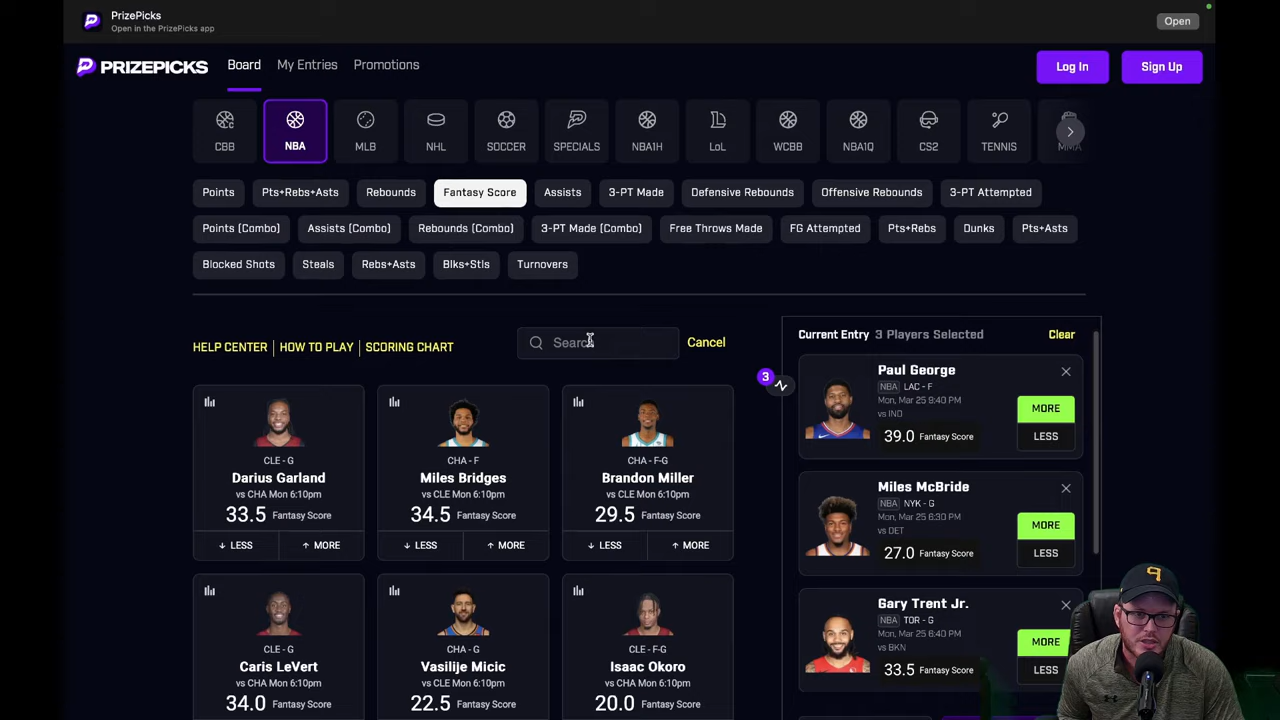 PrizePicks
Open in the PrizePicks app
Open
PRIZEPICKS
Board
My Entries
Promotions
Log In
Sign Up
CBB
NBA
MLB
NHL
SOCCER
SPECIALS
NBA1H
LoL
WCBB
NBA1Q
CS2
TENNIS
MMA
Points
Pts+Rebs+Asts
Rebounds
Fantasy Score
Assists
3-PT Made
Defensive Rebounds
Offensive Rebounds
3-PT Attempted
Points (Combo)
Assists (Combo)
Rebounds (Combo)
3-PT Made (Combo)
Free Throws Made
FG Attempted
Pts+Rebs
Dunks
Pts+Asts
Blocked Shots
Steals
Rebs+Asts
Blks+Stls
Turnovers
HELP CENTER
HOW TO PLAY
SCORING CHART
Search
Cancel
CLE - G
Darius Garland
vs CHA Mon 6:10pm
33.5 Fantasy Score
↓ LESS
↑ MORE
CHA - F
Miles Bridges
vs CLE Mon 6:10pm
34.5 Fantasy Score
↓ LESS
↑ MORE
CHA - F-G
Brandon Miller
vs CLE Mon 6:10pm
29.5 Fantasy Score
↓ LESS
↑ MORE
CLE - G
Caris LeVert
vs CHA Mon 6:10pm
34.0 Fantasy Score
CHA - G
Vasilije Micic
vs CLE Mon 6:10pm
22.5 Fantasy Score
CLE - F-G
Isaac Okoro
vs CHA Mon 6:10pm
20.0 Fantasy Score
3
Current Entry 3 Players Selected
Clear
Paul George
NBA LAC - F
Mon, Mar 25 9:40 PM
vs IND
39.0 Fantasy Score
MORE
LESS
Miles McBride
NBA NYK - G
Mon, Mar 25 6:30 PM
vs DET
27.0 Fantasy Score
MORE
LESS
Gary Trent Jr.
NBA TOR - G
Mon, Mar 25 6:40 PM
vs BKN
33.5 Fantasy Score
MORE
LESS